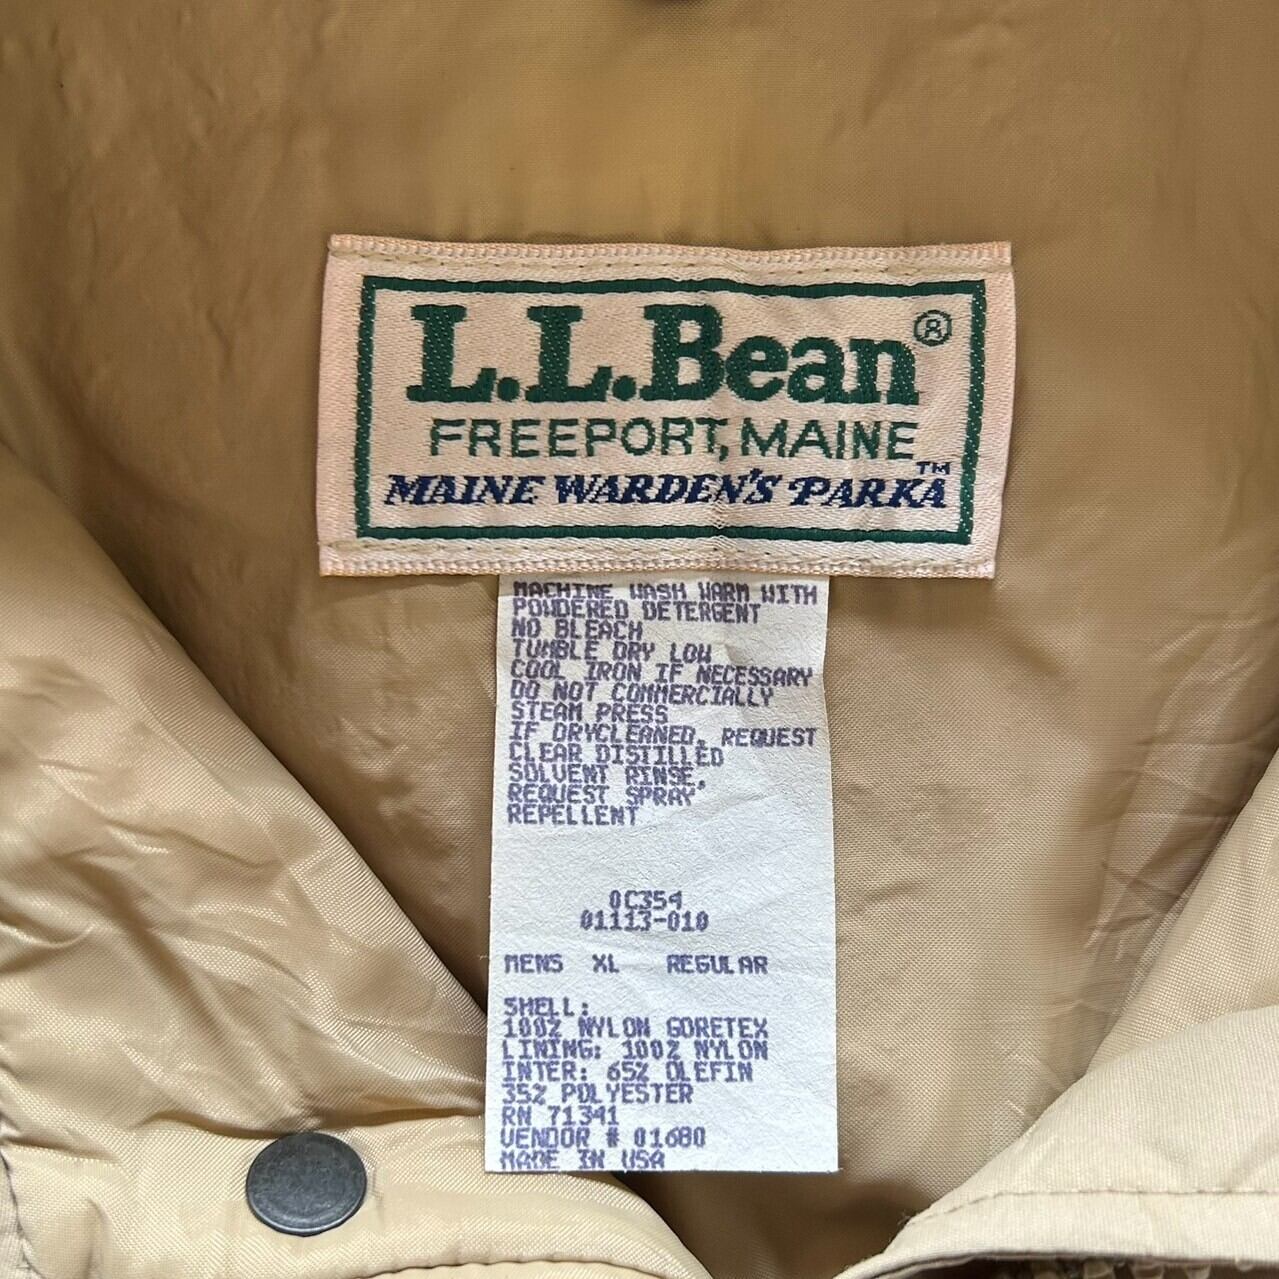 L.L.Bean®
FREEPORT, MAINE
MAINE WARDEN'S PARKA™
MACHINE WASH WARM WITH
POWDERED DETERGENT
NO BLEACH
TUMBLE DRY LOW
COOL IRON IF NECESSARY
DO NOT COMMERCIALLY
STEAM PRESS
IF DRYCLEANED, REQUEST
CLEAR DISTILLED
SOLVENT RINSE,
REQUEST SPRAY
REPELLENT
0C354
01113-010
MENS XL REGULAR
SHELL:
100% NYLON GORETEX
LINING: 100% NYLON
INTER: 65% OLEFIN
35% POLYESTER
RN 71341
VENDOR # 01680
MADE IN USA